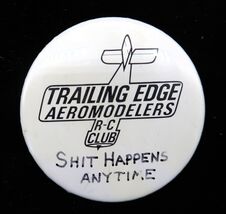 TRAILING EDGE
AEROMODELERS
R-C
CLUB
SHIT HAPPENS
ANYTIME